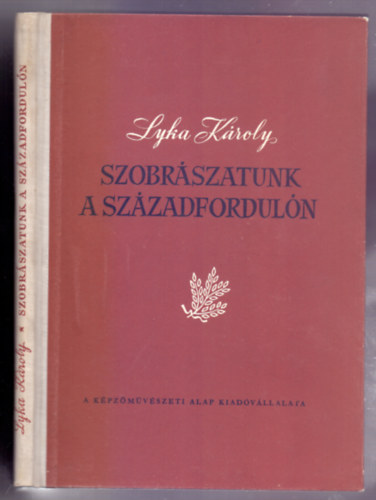 Lyka Károly
SZOBRÁSZATUNK
A SZÁZADFORDULÓN
A KÉPZŐMŰVÉSZETI ALAP KIADÓVÁLLALATA
Lyka Károly * SZOBRÁSZATUNK A SZÁZADFORDULÓN